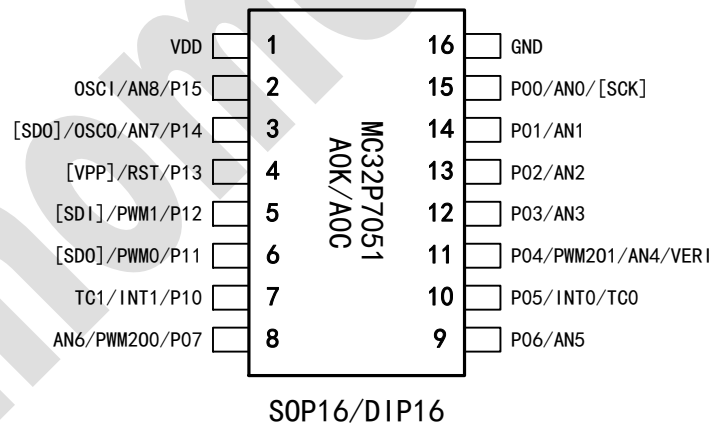 VDD 1 16 GND
OSCI/AN8/P15 2 15 P00/AN0/[SCK]
[SDO]/OSCO/AN7/P14 3 14 P01/AN1
[VPP]/RST/P13 4 13 P02/AN2
[SDI]/PWM1/P12 5 12 P03/AN3
[SDO]/PWM0/P11 6 11 P04/PWM201/AN4/VERI
TC1/INT1/P10 7 10 P05/INT0/TC0
AN6/PWM200/P07 8 9 P06/AN5
MC32P7051
A0K/A0C
SOP16/DIP16